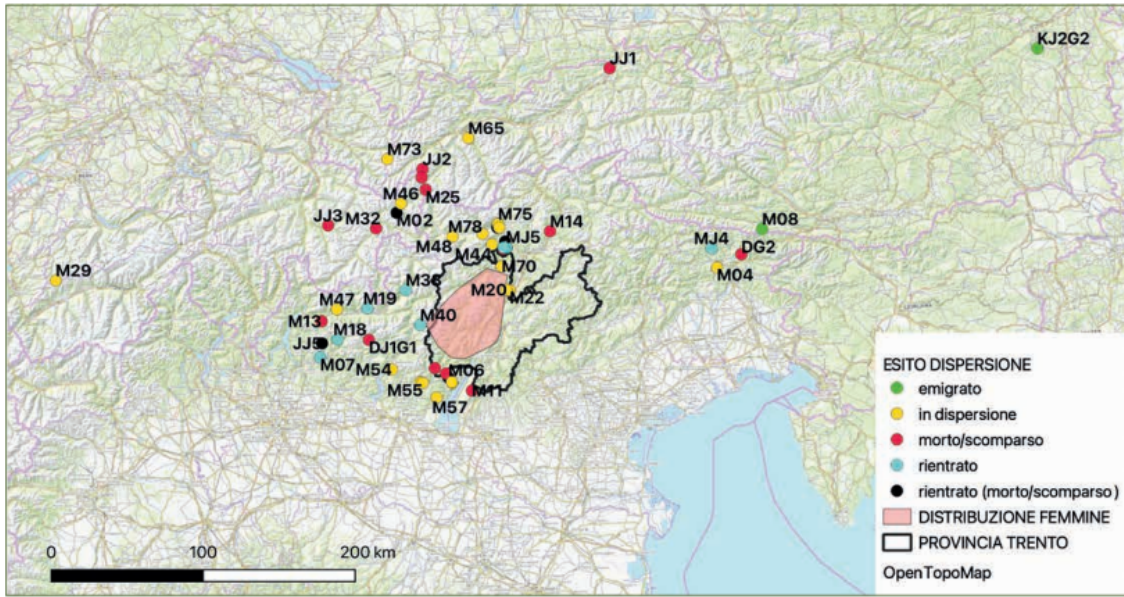 KJ2G2
JJ1
M65
M73
JJ2
M25
M46
M02
JJ3
M32
M75
M78
M14
M48
MJ5
M44
M08
MJ4
DG2
M04
M29
M70
M38
M20
M22
M47
M19
M13
M40
M18
JJ5
DJ1G1
M07
M54
M06
M55
M11
M57
0 100 200 km
ESITO DISPERSIONE
emigrato
in dispersione
morto/scomparso
rientrato
rientrato (morto/scomparso)
DISTRIBUZIONE FEMMINE
PROVINCIA TRENTO
OpenTopoMap